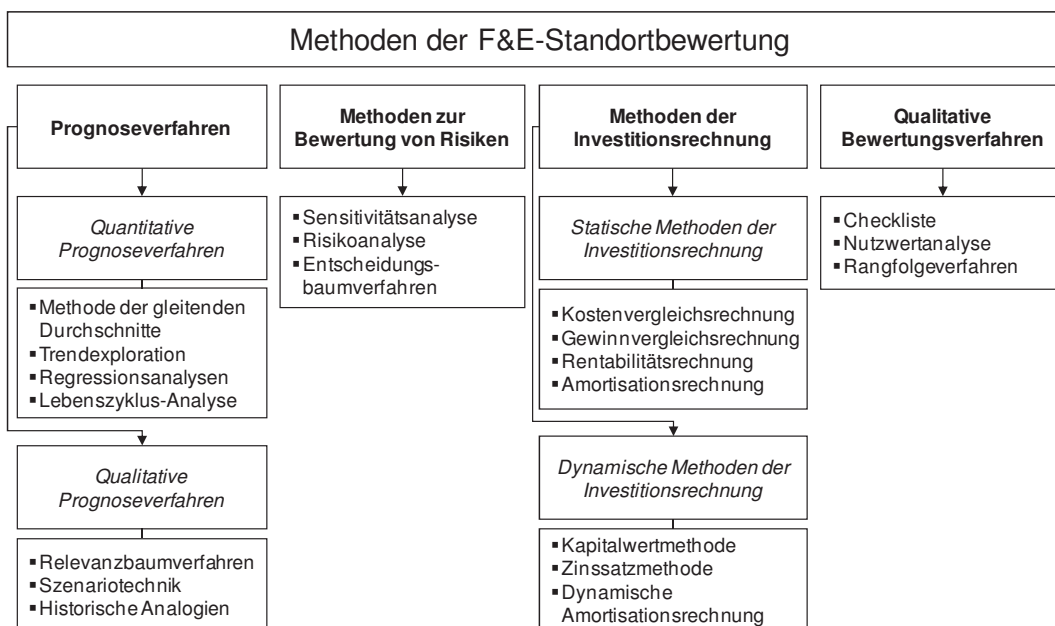 Methoden der F&E-Standortbewertung
Prognoseverfahren
Quantitative
Prognoseverfahren
▪ Methode der gleitenden
Durchschnitte
▪ Trendexploration
▪ Regressionsanalysen
▪ Lebenszyklus-Analyse
Qualitative
Prognoseverfahren
▪ Relevanzbaumverfahren
▪ Szenariotechnik
▪ Historische Analogien
Methoden zur
Bewertung von Risiken
▪ Sensitivitätsanalyse
▪ Risikoanalyse
▪ Entscheidungs-
baumverfahren
Methoden der
Investitionsrechnung
Statische Methoden der
Investitionsrechnung
▪ Kostenvergleichsrechnung
▪ Gewinnvergleichsrechnung
▪ Rentabilitätsrechnung
▪ Amortisationsrechnung
Dynamische Methoden der
Investitionsrechnung
▪ Kapitalwertmethode
▪ Zinssatzmethode
▪ Dynamische
Amortisationsrechnung
Qualitative
Bewertungsverfahren
▪ Checkliste
▪ Nutzwertanalyse
▪ Rangfolgeverfahren